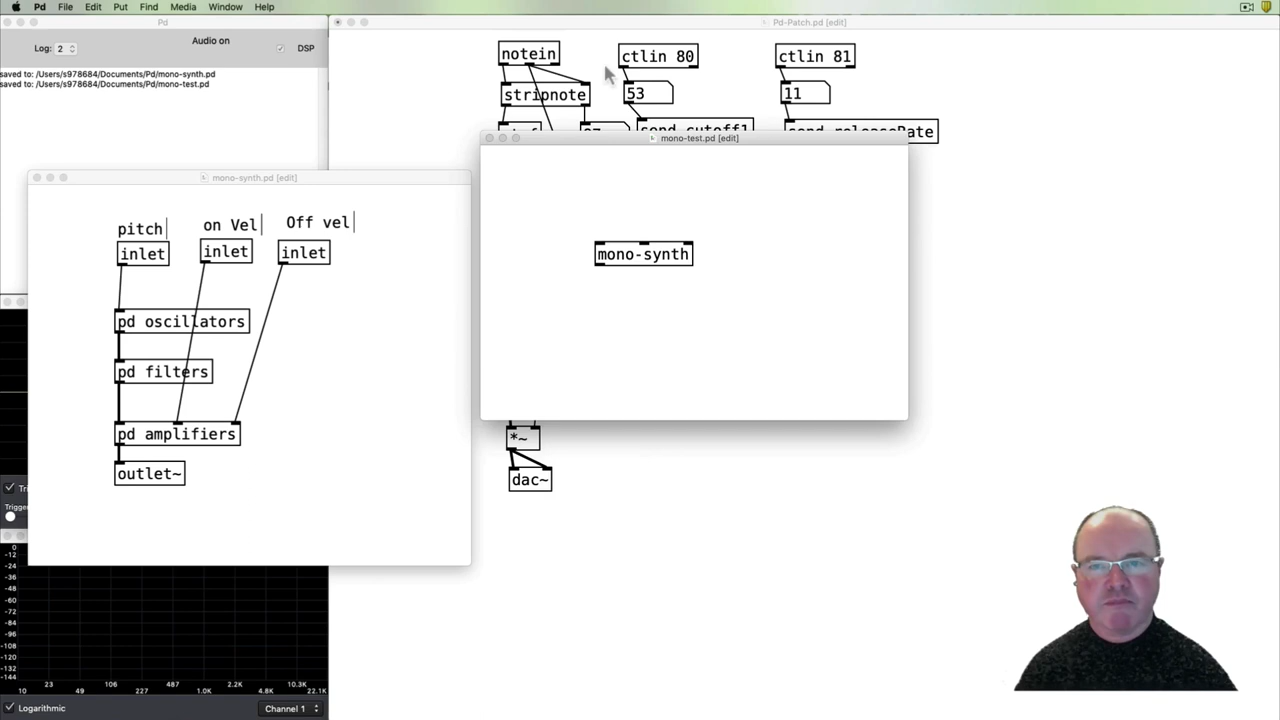 Pd File Edit Put Find Media Window Help
Pd
Pd-Patch.pd [edit]
Log: 2
Audio on
DSP
saved to: /Users/s978684/Documents/Pd/mono-synth.pd
saved to: /Users/s978684/Documents/Pd/mono-test.pd
notein
ctlin 80
ctlin 81
stripnote
53
11
send cutoff1
send releaseRate
mono-test.pd [edit]
mono-synth
mono-synth.pd [edit]
pitch
on Vel
Off vel
inlet
inlet
inlet
pd oscillators
pd filters
pd amplifiers
outlet~
*~
dac~
0
-12
-24
-36
-48
-60
-72
-84
-96
-108
-120
-132
-144
23 106 487 2.2K 10.3K
10 49 227 1.0K 4.8K 22.1K
Logarithmic
Channel 1